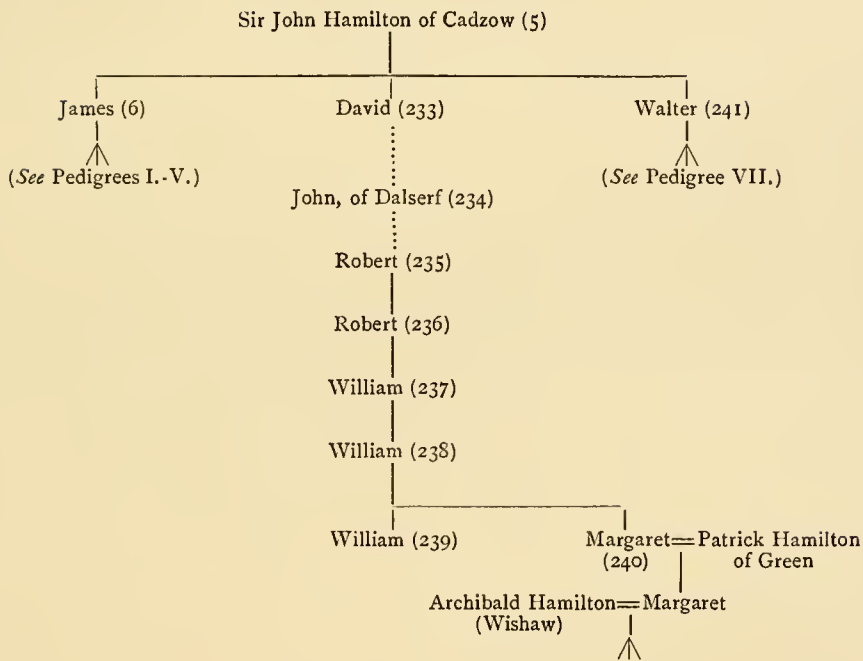 Sir John Hamilton of Cadzow (5)
James (6) David (233) Walter (241)
(See Pedigrees I.-V.) (See Pedigree VII.)
John, of Dalserf (234)
Robert (235)
Robert (236)
William (237)
William (238)
William (239) Margaret=Patrick Hamilton
(240) of Green
Archibald Hamilton=Margaret
(Wishaw)